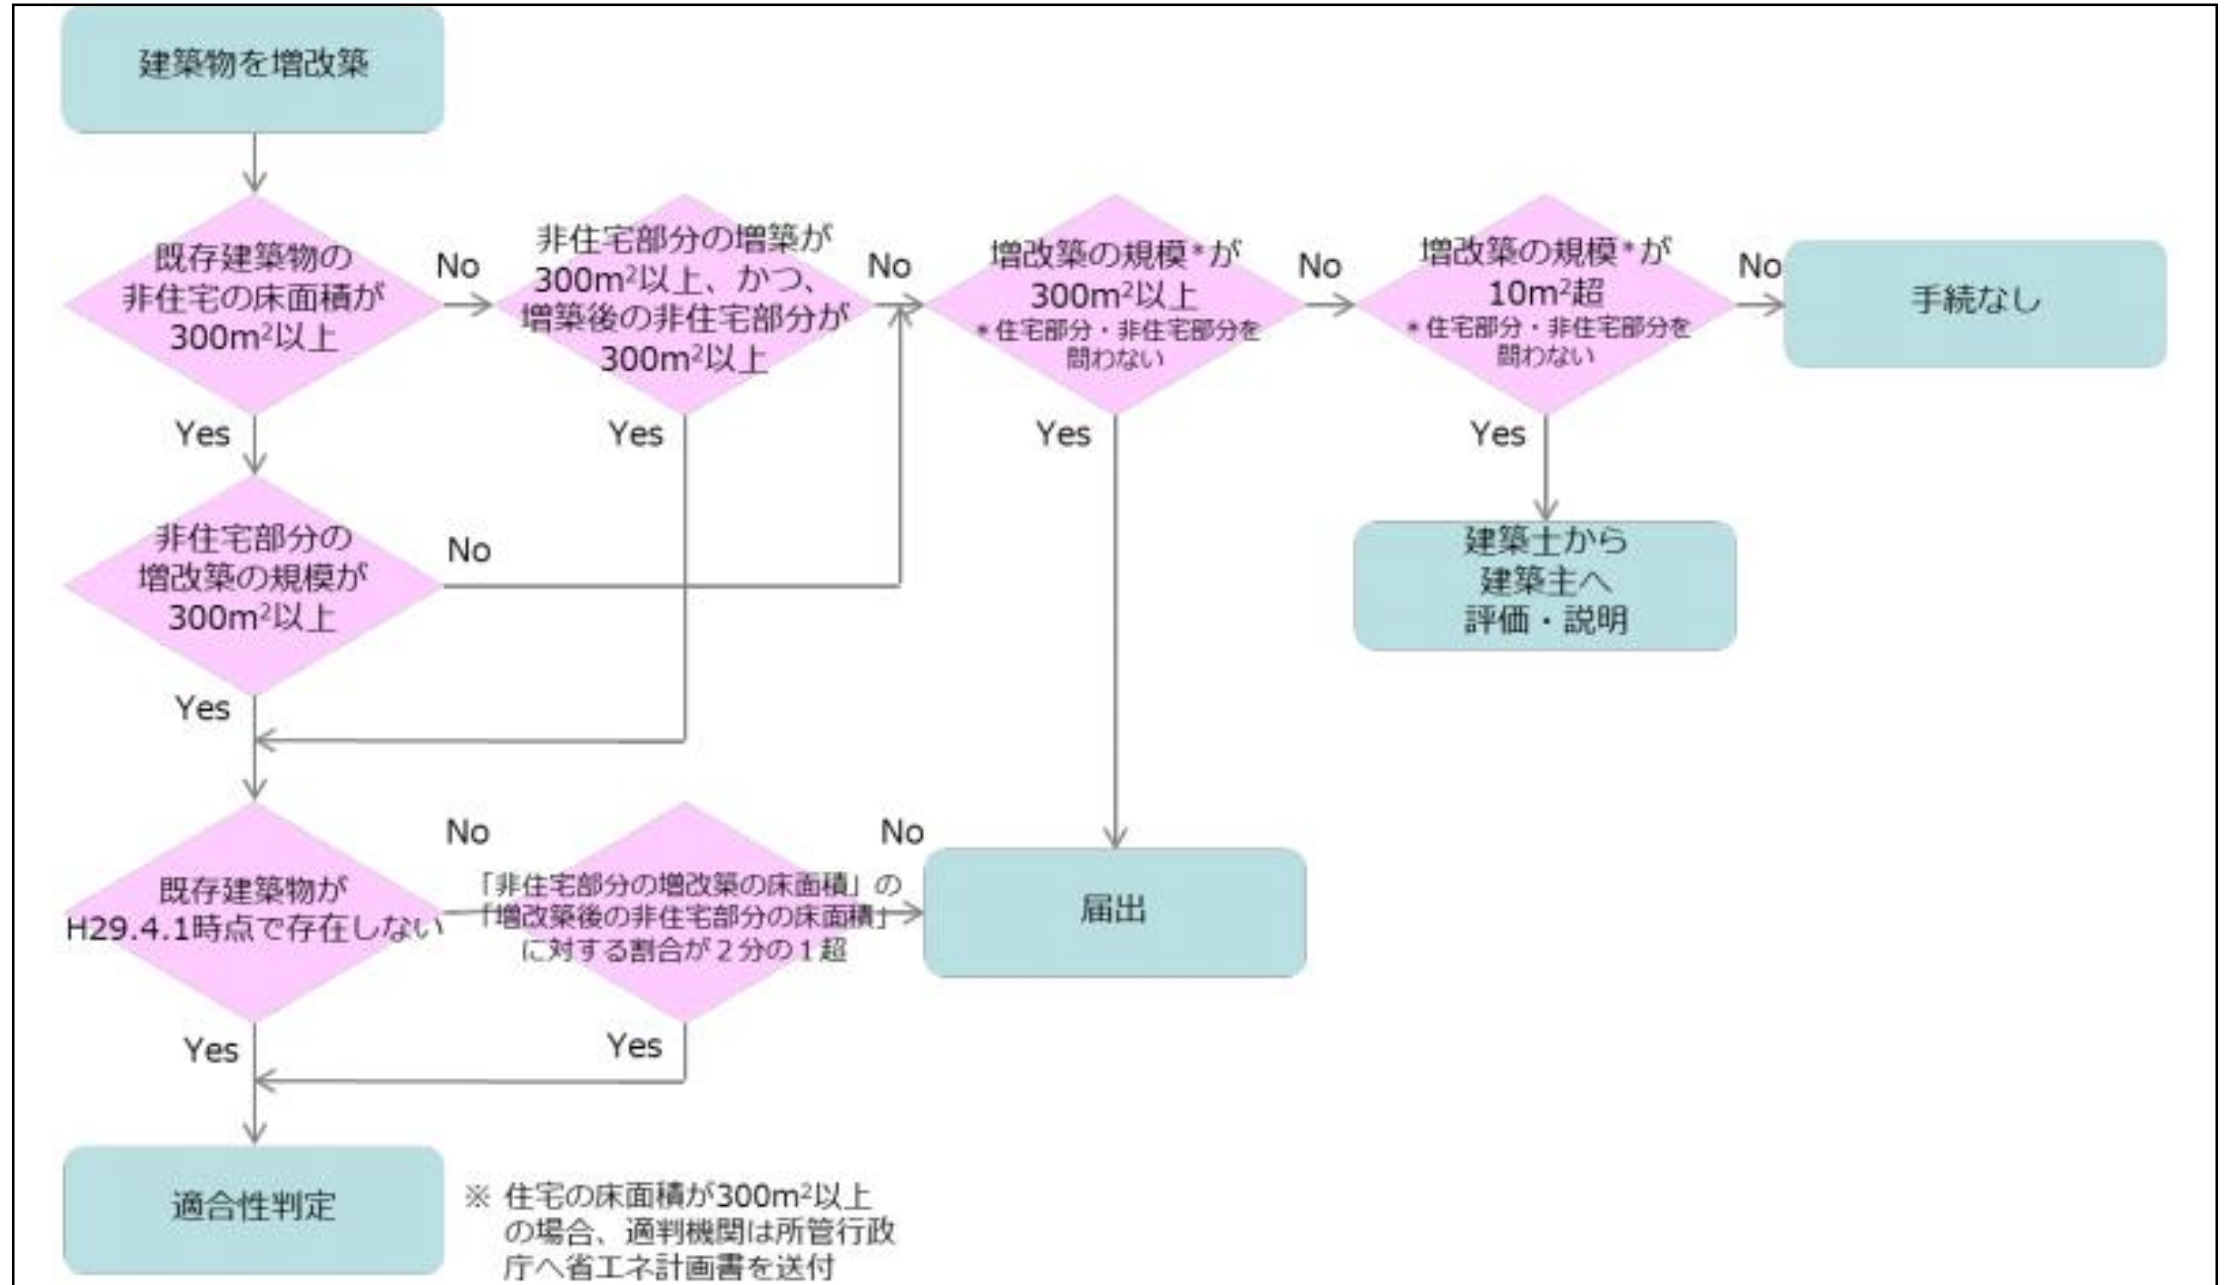 建築物を増改築
既存建築物の
非住宅の床面積が
300m²以上
No
非住宅部分の増築が
300m²以上、かつ、
増築後の非住宅部分が
300m²以上
No
増改築の規模*が
300m²以上
*住宅部分・非住宅部分を
問わない
No
増改築の規模*が
10m²超
*住宅部分・非住宅部分を
問わない
No
手続なし
Yes
Yes
Yes
Yes
非住宅部分の
増改築の規模が
300m²以上
No
建築士から
建築主へ
評価・説明
Yes
既存建築物が
H29.4.1時点で存在しない
No
「非住宅部分の増改築の床面積」の
「増改築後の非住宅部分の床面積」
に対する割合が2分の1超
No
届出
Yes
Yes
適合性判定
※ 住宅の床面積が300m²以上
の場合、適判機関は所管行政
庁へ省エネ計画書を送付